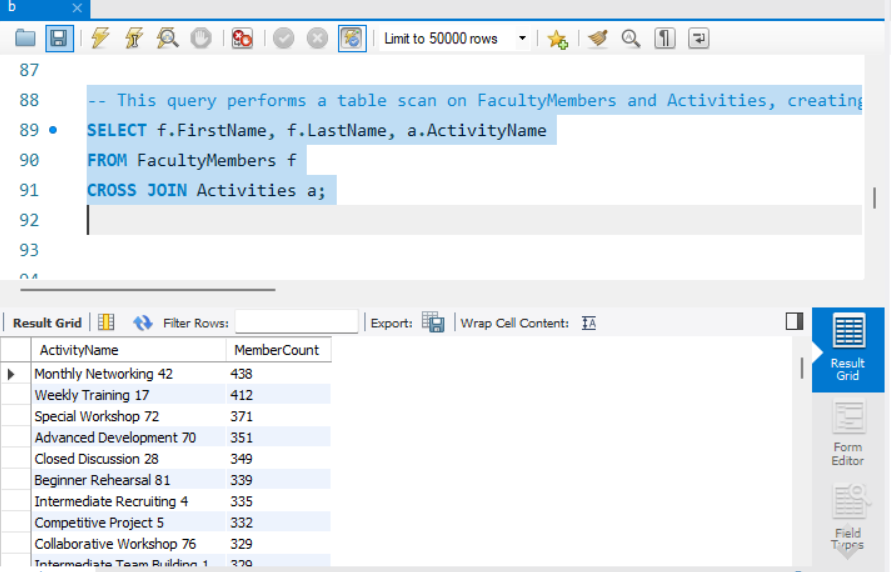 b
Limit to 50000 rows
87
88 -- This query performs a table scan on FacultyMembers and Activities, creating
89 SELECT f.FirstName, f.LastName, a.ActivityName
90 FROM FacultyMembers f
91 CROSS JOIN Activities a;
92
93
94
Result Grid Filter Rows: Export: Wrap Cell Content:
ActivityName MemberCount
Monthly Networking 42 438
Weekly Training 17 412
Special Workshop 72 371
Advanced Development 70 351
Closed Discussion 28 349
Beginner Rehearsal 81 339
Intermediate Recruiting 4 335
Competitive Project 5 332
Collaborative Workshop 76 329
Intermediate Team Building 1 329
Result
Grid
Form
Editor
Field
Types